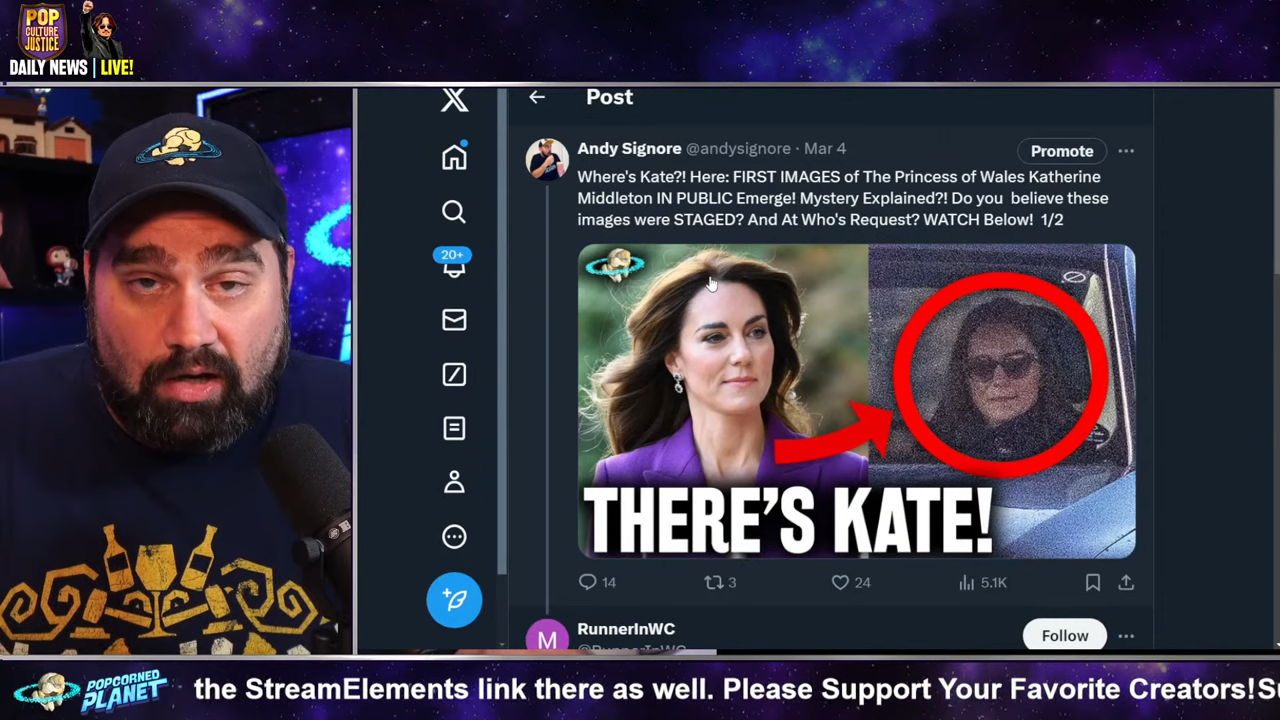 POP
CULTURE
JUSTICE
DAILY NEWS | LIVE!
Post
Andy Signore @andysignore · Mar 4
Promote
Where's Kate?! Here: FIRST IMAGES of The Princess of Wales Katherine
Middleton IN PUBLIC Emerge! Mystery Explained?! Do you believe these
images were STAGED? And At Who's Request? WATCH Below! 1/2
20+
THERE'S KATE!
14
3
24
5.1K
M
RunnerInWC
@RunnerInWC
Follow
POPCORNED
PLANET
the StreamElements link there as well. Please Support Your Favorite Creators!Su